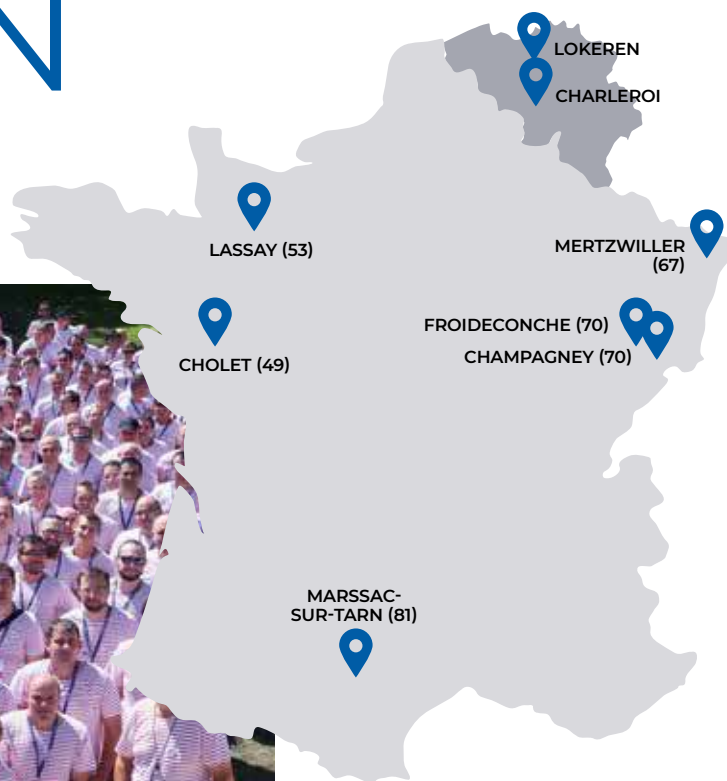 N
LOKEREN
CHARLEROI
LASSAY (53)
MERTZWILLER
(67)
FROIDECONCHE (70)
CHAMPAGNEY (70)
CHOLET (49)
MARSSAC-
SUR-TARN (81)